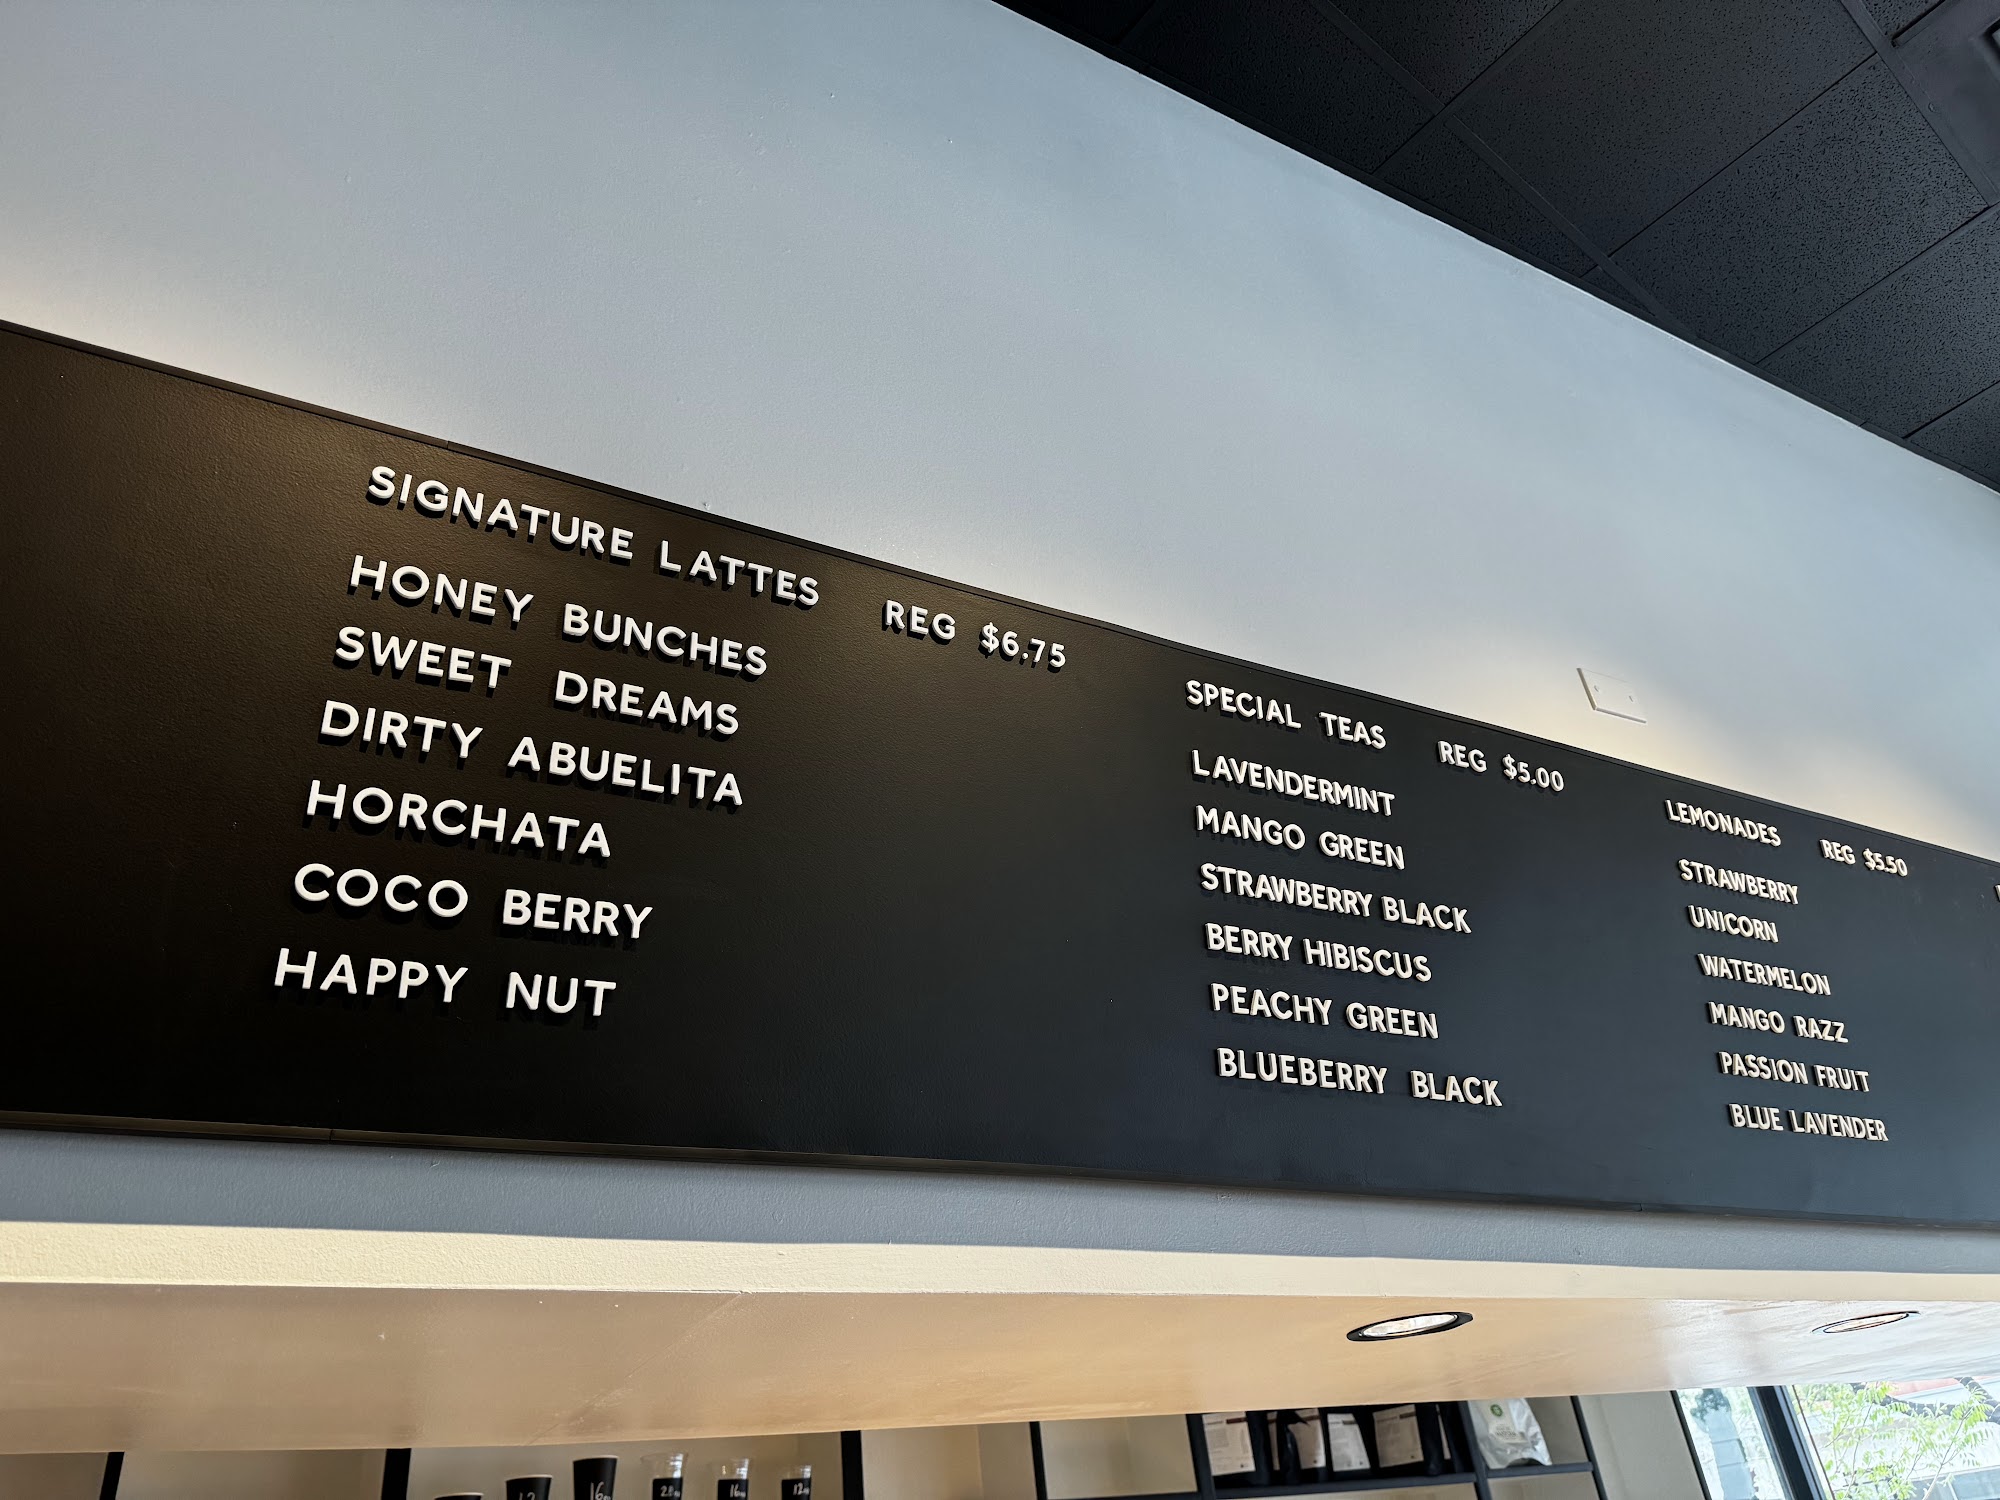 SIGNATURE LATTES REG $6.75
HONEY BUNCHES
SWEET DREAMS
DIRTY ABUELITA
HORCHATA
COCO BERRY
HAPPY NUT
SPECIAL TEAS REG $5.00
LAVENDERMINT
MANGO GREEN
STRAWBERRY BLACK
BERRY HIBISCUS
PEACHY GREEN
BLUEBERRY BLACK
LEMONADES REG $5.50
STRAWBERRY
UNICORN
WATERMELON
MANGO RAZZ
PASSION FRUIT
BLUE LAVENDER